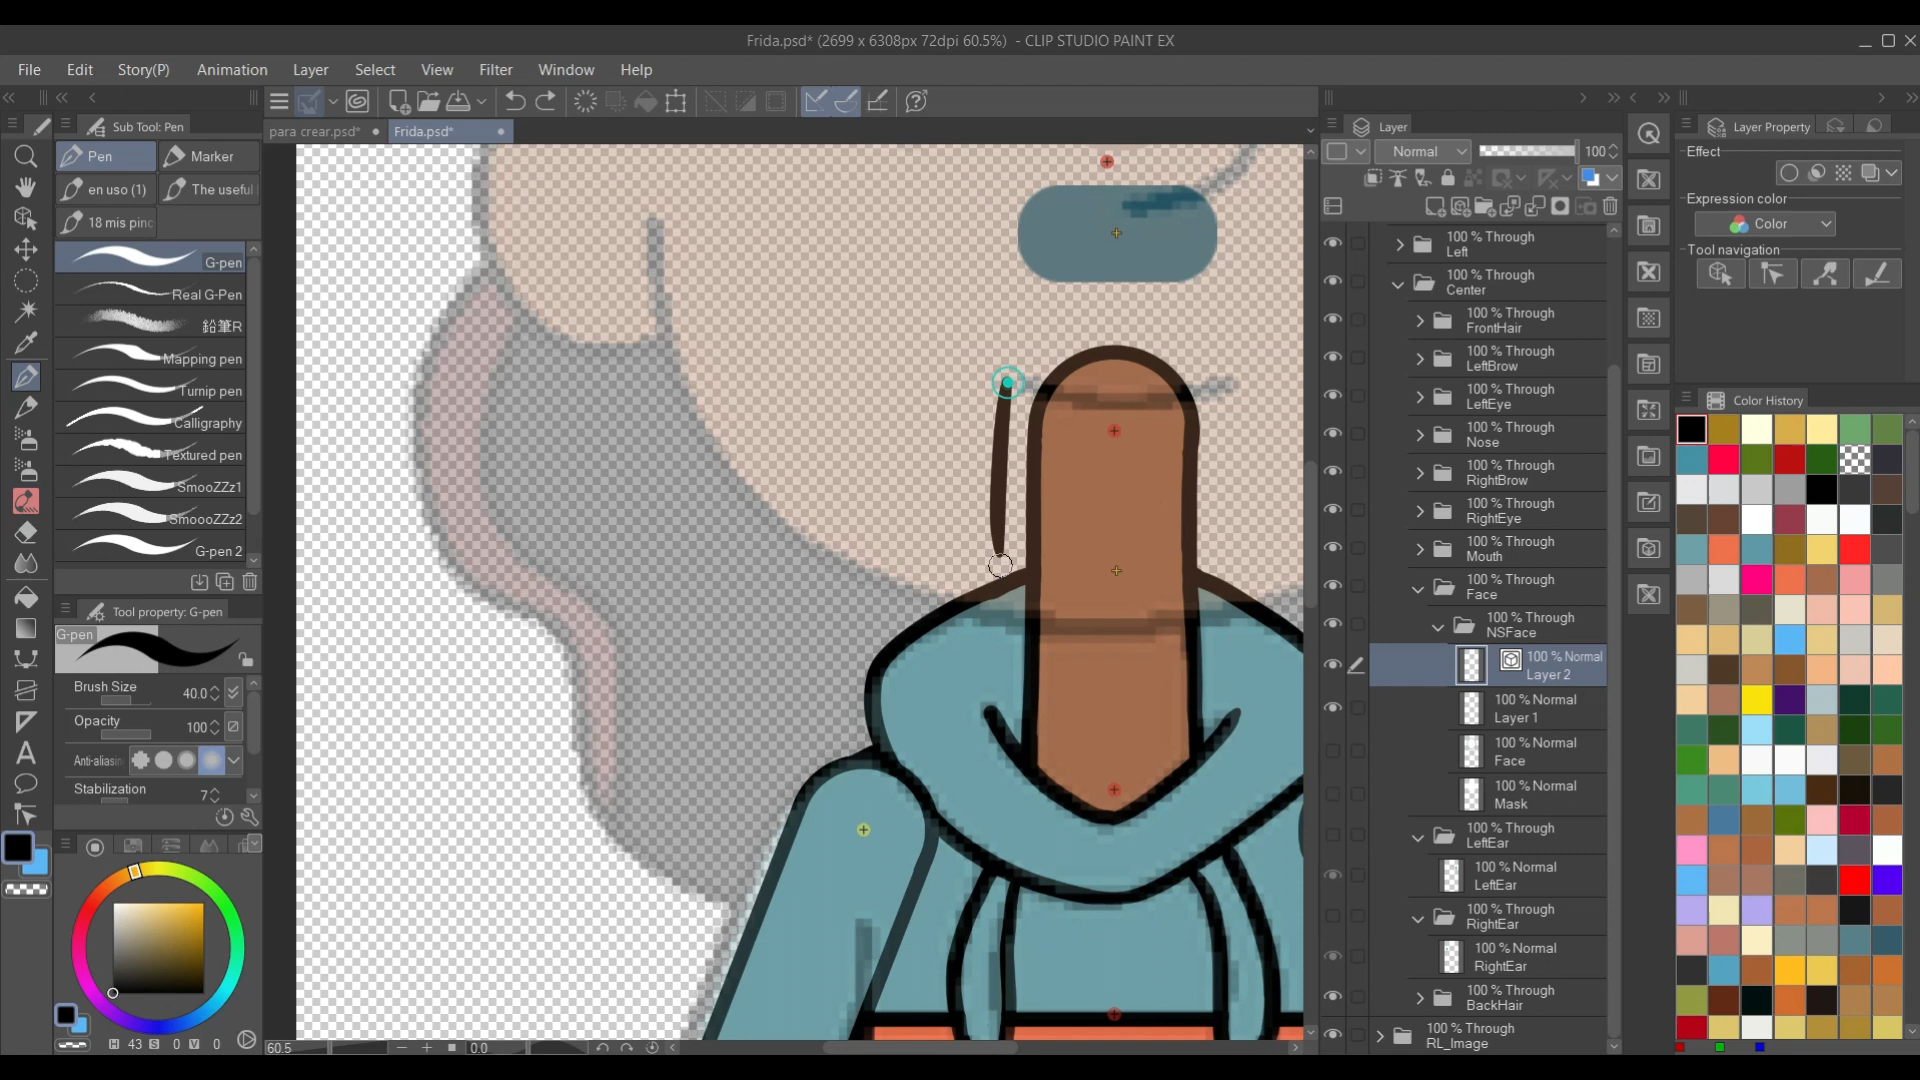 Frida.psd* (2699 x 6308px 72dpi 60.5%)  - CLIP STUDIO PAINT EX
File Edit Story(P) Animation Layer Select View Filter Window Help
Sub Tool: Pen
para crear.psd*
Frida.psd*
Layer
Layer Property
Pen
Marker
en uso (1)
The useful
18 mis pinc
G-pen
Real G-Pen
鉛筆R
Mapping pen
Turnip pen
Calligraphy
Textured pen
SmooZZz1
SmoooZZz2
G-pen 2
Tool property: G-pen
G-pen
Brush Size
40.0
Opacity
100
Anti-aliasing
Stabilization
7
H 43 S 0 V 0
60.5
0.0
Normal
100
100 % Through
Left
100 % Through
Center
100 % Through
FrontHair
100 % Through
LeftBrow
100 % Through
LeftEye
100 % Through
Nose
100 % Through
RightBrow
100 % Through
RightEye
100 % Through
Mouth
100 % Through
Face
100 % Through
NSFace
100 % Normal
Layer 2
100 % Normal
Layer 1
100 % Normal
Face
100 % Normal
Mask
100 % Through
LeftEar
100 % Normal
LeftEar
100 % Through
RightEar
100 % Normal
RightEar
100 % Through
BackHair
100 % Through
RL_Image
Effect
Expression color
Color
Tool navigation
Color History